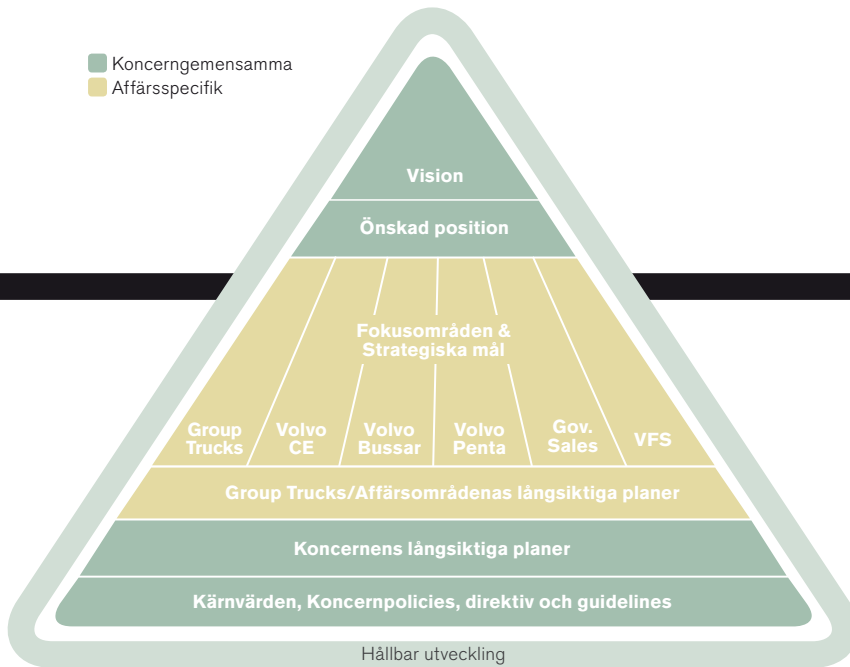 Koncerngemensamma
Affärsspecifik
Vision
Önskad position
Fokusområden &
Strategiska mål
Group
Trucks
Volvo
CE
Volvo
Bussar
Volvo
Penta
Gov.
Sales
VFS
Group Trucks/Affärsområdenas långsiktiga planer
Koncernens långsiktiga planer
Kärnvärden, Koncernpolicies, direktiv och guidelines
Hållbar utveckling